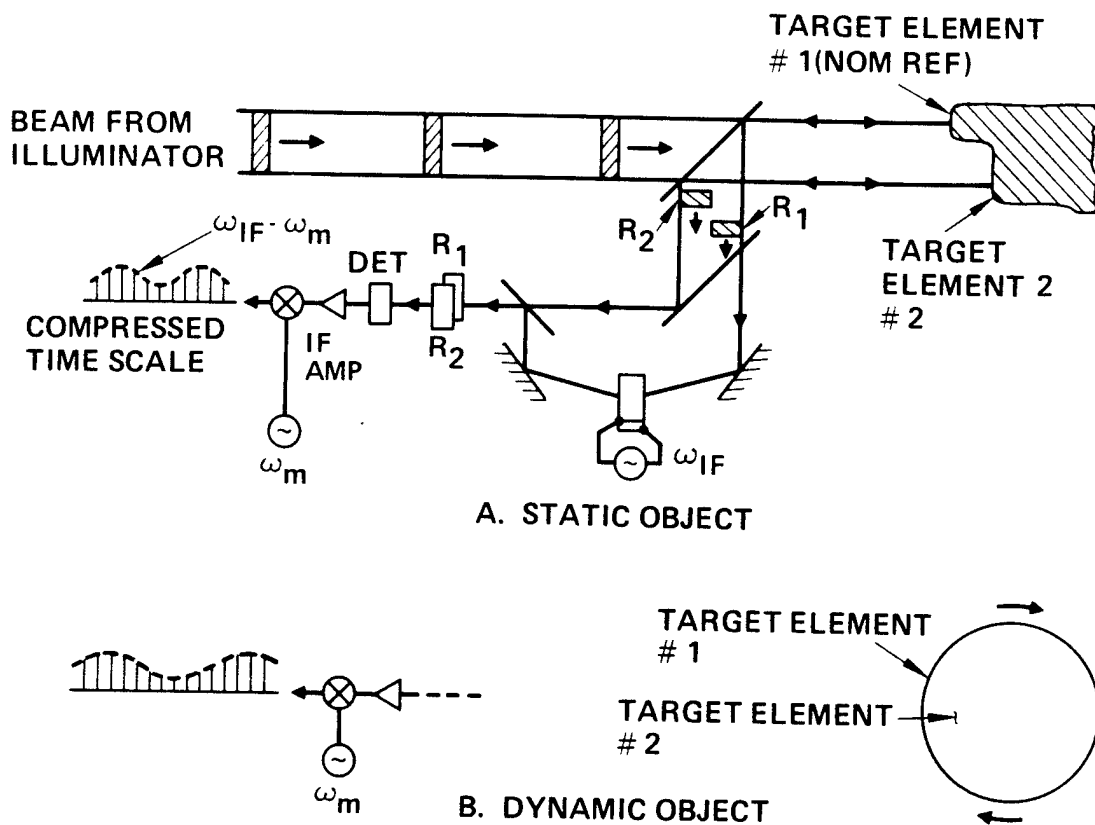 TARGET ELEMENT
# 1(NOM REF)
BEAM FROM
ILLUMINATOR
R2
R1
ωIF - ωm
DET
R1
R2
TARGET
ELEMENT 2
# 2
COMPRESSED
TIME SCALE
IF
AMP
ωm
ωIF
A. STATIC OBJECT
TARGET ELEMENT
# 1
TARGET ELEMENT
# 2
ωm
B. DYNAMIC OBJECT